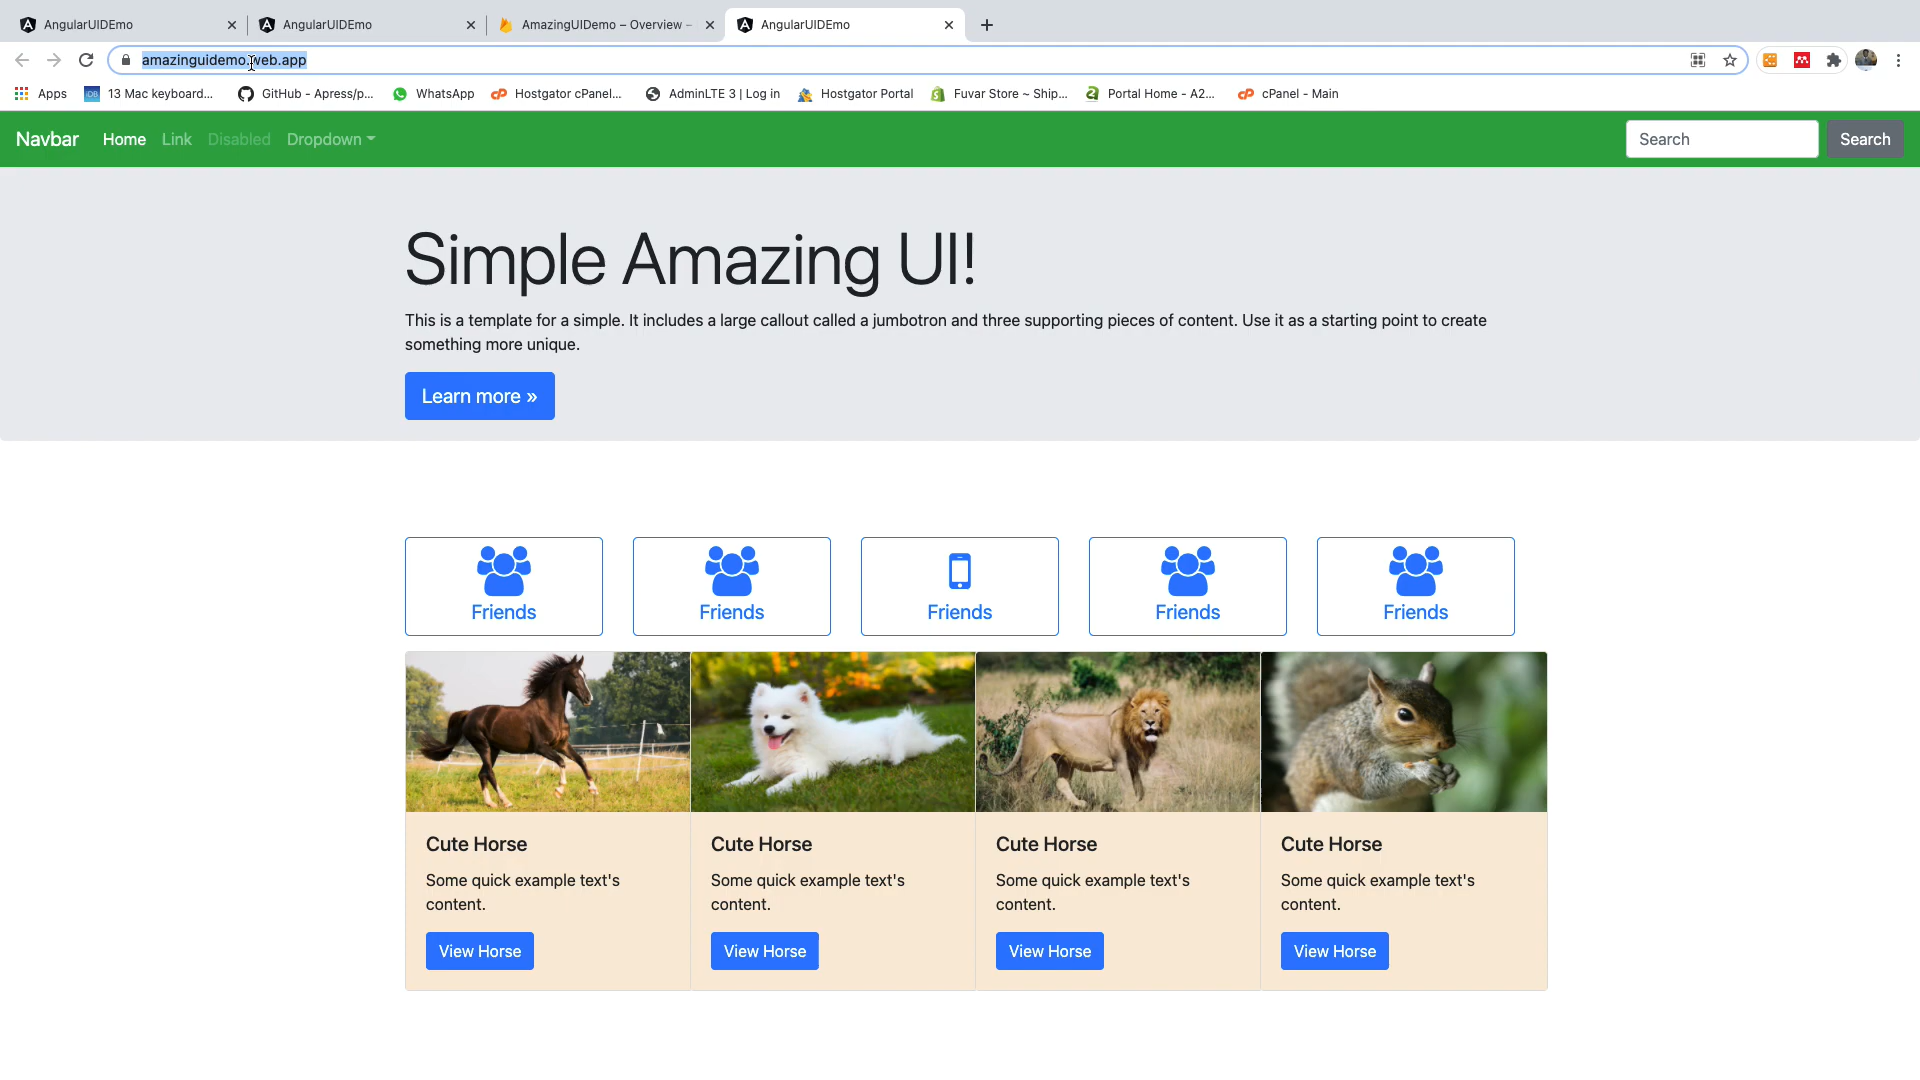 AngularUIDEmo
AngularUIDEmo
AmazingUIDemo – Overview –
AngularUIDEmo
amazinguidemo.web.app
Apps
13 Mac keyboard...
GitHub - Apress/p...
WhatsApp
Hostgator cPanel...
AdminLTE 3 | Log in
Hostgator Portal
Fuvar Store ~ Ship...
Portal Home - A2...
cPanel - Main
Navbar
Home
Link
Disabled
Dropdown
Search
Search
Simple Amazing UI!
This is a template for a simple. It includes a large callout called a jumbotron and three supporting pieces of content. Use it as a starting point to create
something more unique.
Learn more »
Friends
Friends
Friends
Friends
Friends
Cute Horse
Some quick example text's
content.
View Horse
Cute Horse
Some quick example text's
content.
View Horse
Cute Horse
Some quick example text's
content.
View Horse
Cute Horse
Some quick example text's
content.
View Horse